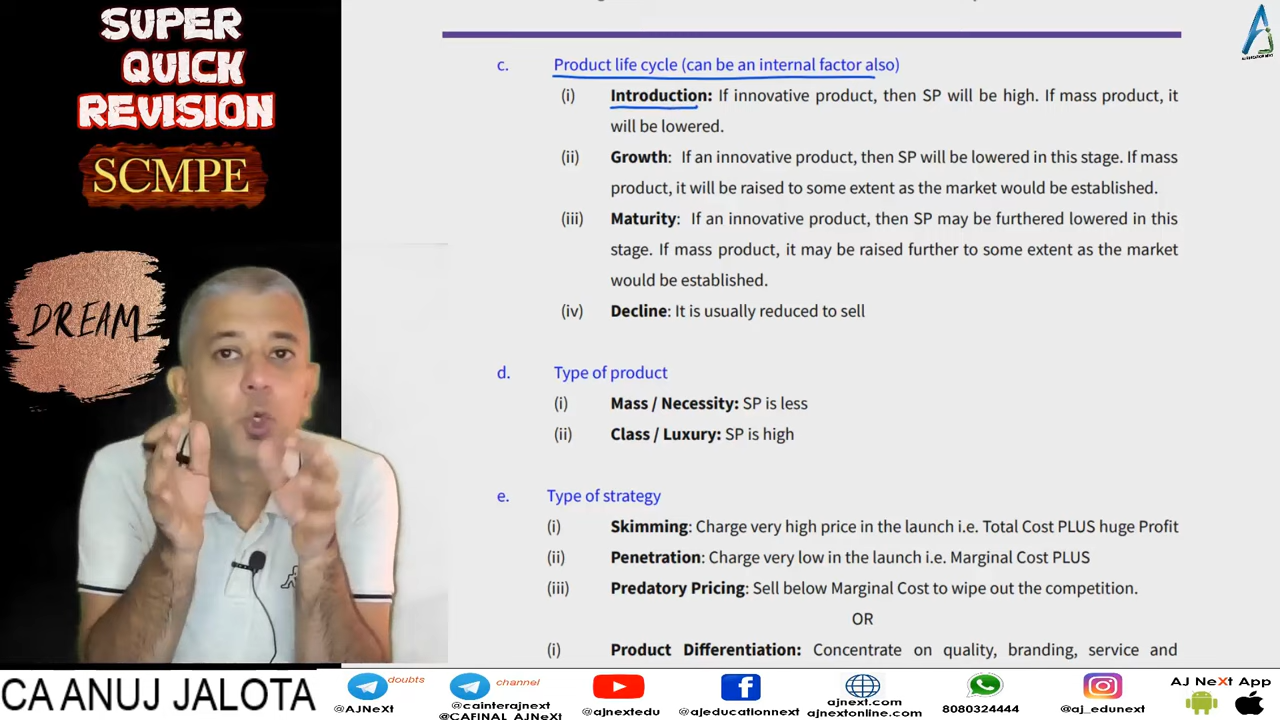 SUPER
QUICK
REVISION
SCMPE
DREAM
c. Product life cycle (can be an internal factor also)
(i) Introduction: If innovative product, then SP will be high. If mass product, it
will be lowered.
(ii) Growth: If an innovative product, then SP will be lowered in this stage. If mass
product, it will be raised to some extent as the market would be established.
(iii) Maturity: If an innovative product, then SP may be furthered lowered in this
stage. If mass product, it may be raised further to some extent as the market
would be established.
(iv) Decline: It is usually reduced to sell
d. Type of product
(i) Mass / Necessity: SP is less
(ii) Class / Luxury: SP is high
e. Type of strategy
(i) Skimming: Charge very high price in the launch i.e. Total Cost PLUS huge Profit
(ii) Penetration: Charge very low in the launch i.e. Marginal Cost PLUS
(iii) Predatory Pricing: Sell below Marginal Cost to wipe out the competition.
OR
(i) Product Differentiation: Concentrate on quality, branding, service and
CA ANUJ JALOTA
doubts
@AJNeXt
channel
@cainterajnext
@CAFINAL_AJNeXt
@ajnextedu
@ajeducationnext
ajnext.com
ajnextonline.com
8080324444
@aj_edunext
AJ NeXt App